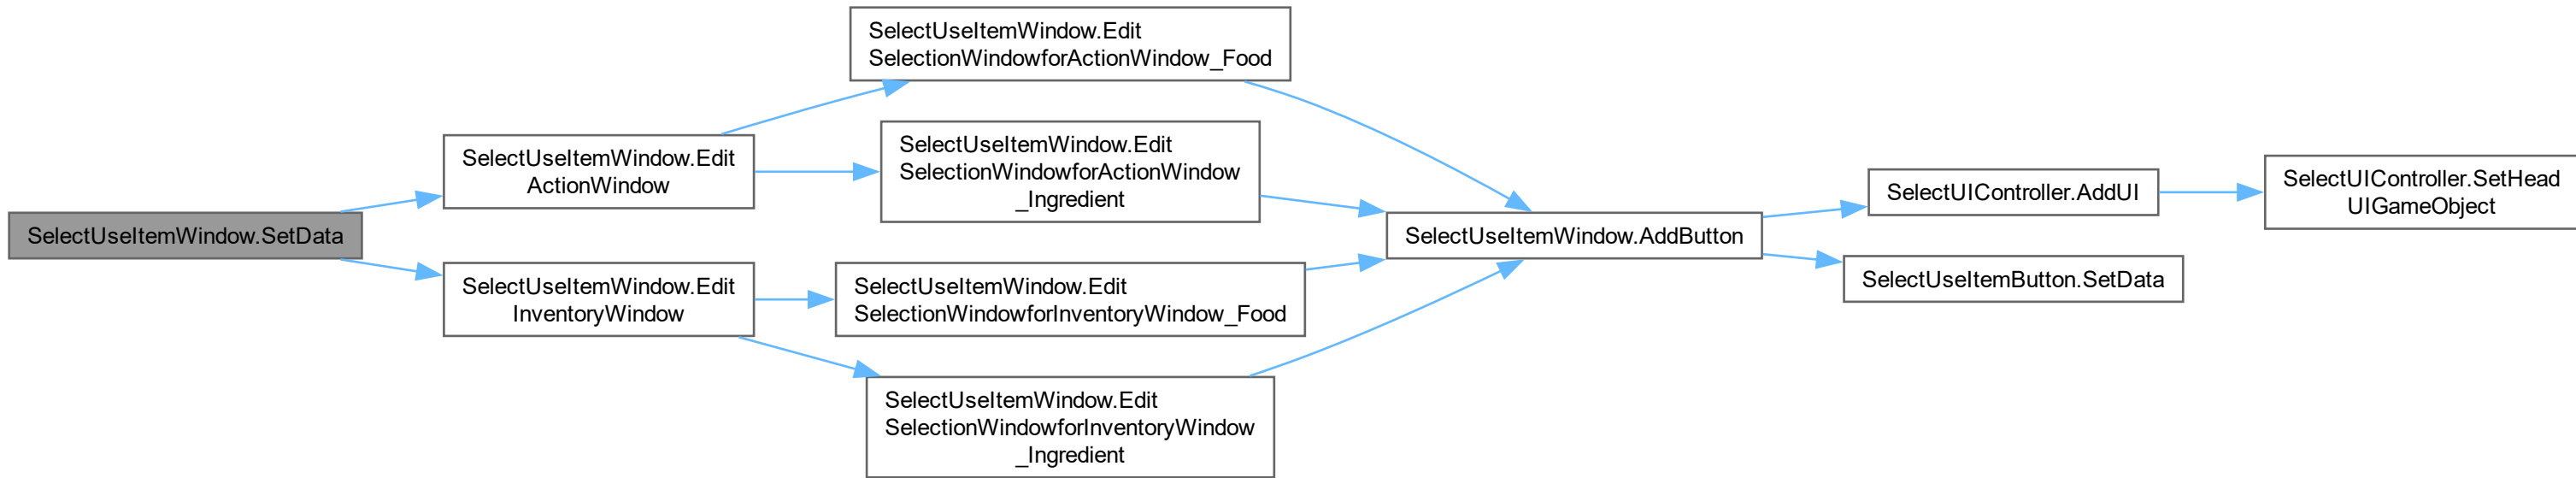 SelectUseItemWindow.SetData
SelectUseItemWindow.Edit
ActionWindow
SelectUseItemWindow.Edit
InventoryWindow
SelectUseItemWindow.Edit
SelectionWindowforActionWindow_Food
SelectUseItemWindow.Edit
SelectionWindowforActionWindow
_Ingredient
SelectUseItemWindow.Edit
SelectionWindowforInventoryWindow_Food
SelectUseItemWindow.Edit
SelectionWindowforInventoryWindow
_Ingredient
SelectUseItemWindow.AddButton
SelectUIController.AddUI
SelectUseItemButton.SetData
SelectUIController.SetHead
UIGameObject